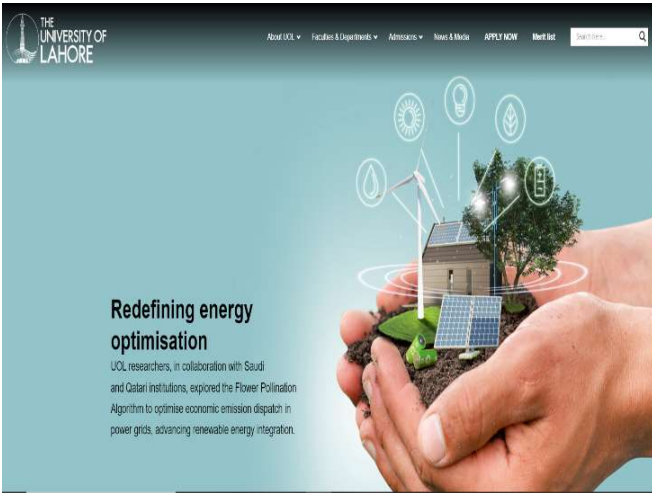 THE
UNIVERSITY OF
LAHORE
About UOL
Faculties & Departments
Admissions
News & Media
APPLY NOW
Merit list
Search Here..
Redefining energy
optimisation
UOL researchers, in collaboration with Saudi
and Qatari institutions, explored the Flower Pollination
Algorithm to optimise economic emission dispatch in
power grids, advancing renewable energy integration.